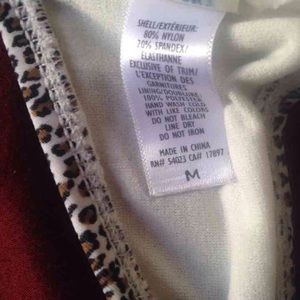 SHELL/EXTÉRIEUR:
80% NYLON
20% SPANDEX/
ELASTHANNE
EXCLUSIVE OF TRIM/
L'EXCEPTION DES
GARNITURES
LINING/DOUBLURE:
100% POLYESTER
HAND WASH COLD
WITH LIKE COLORS
DO NOT BLEACH
LINE DRY
DO NOT IRON
MADE IN CHINA
RN# 54023 CA# 17897
M